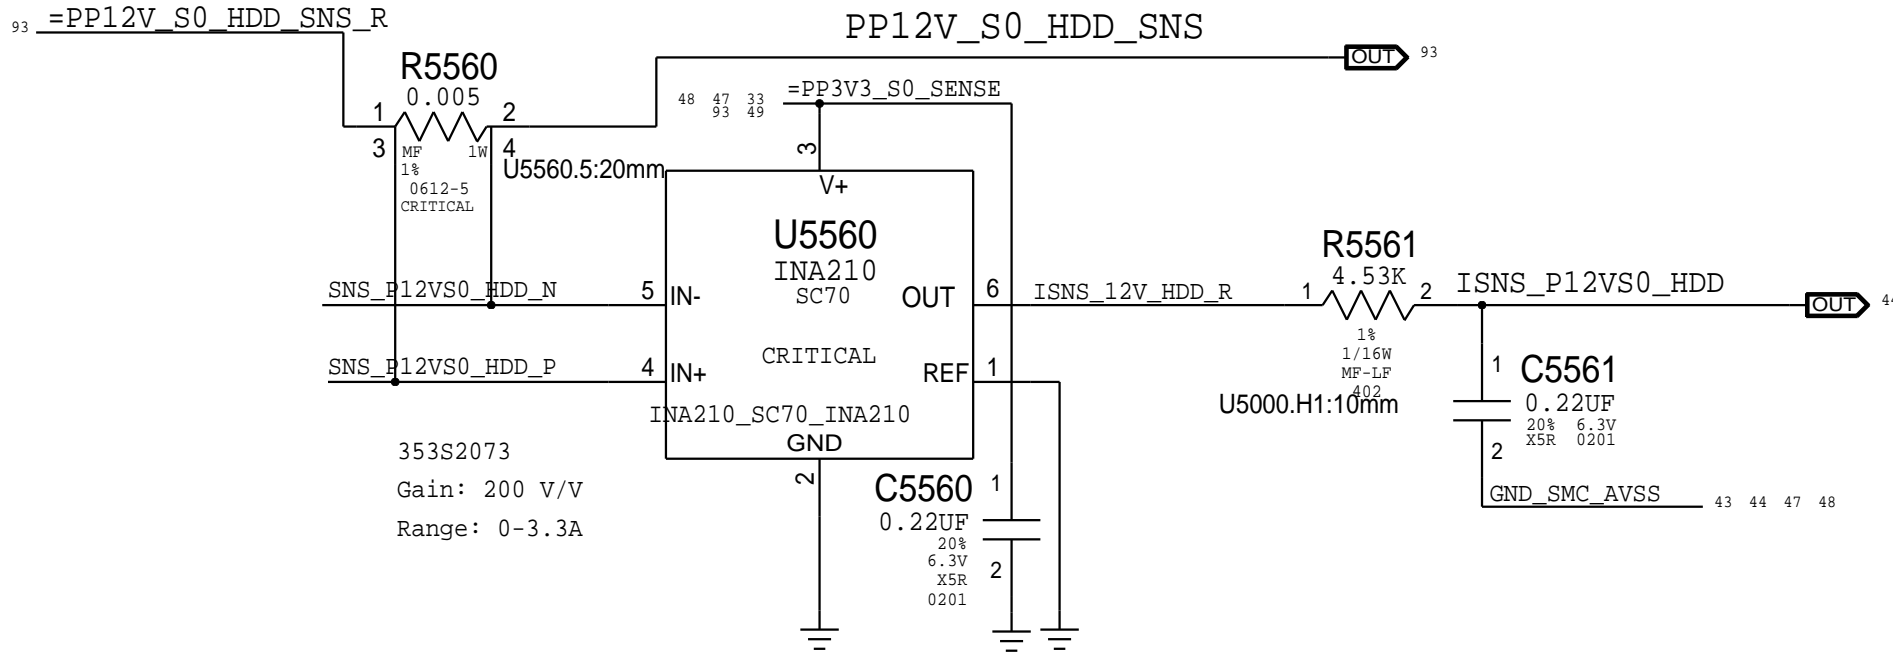 93 =PP12V_S0_HDD_SNS_R
PP12V_S0_HDD_SNS
OUT 93
R5560
0.005
1 2
3 4
MF 1W
1%
0612-5
CRITICAL
U5560.5:20mm
=PP3V3_S0_SENSE
48 47 33
93 49
3
V+
U5560
INA210
SC70
CRITICAL
INA210_SC70_INA210
GND
2
SNS_P12VS0_HDD_N
5 IN-
SNS_P12VS0_HDD_P
4 IN+
OUT 6
REF 1
ISNS_12V_HDD_R
R5561
4.53K
1 2
1%
1/16W
MF-LF
402
U5000.H1:10mm
ISNS_P12VS0_HDD
OUT
1
C5561
0.22UF
20% 6.3V
X5R 0201
2
GND_SMC_AVSS
43 44 47 48
353S2073
Gain: 200 V/V
Range: 0-3.3A
C5560
1
0.22UF
20%
6.3V
X5R
0201
2